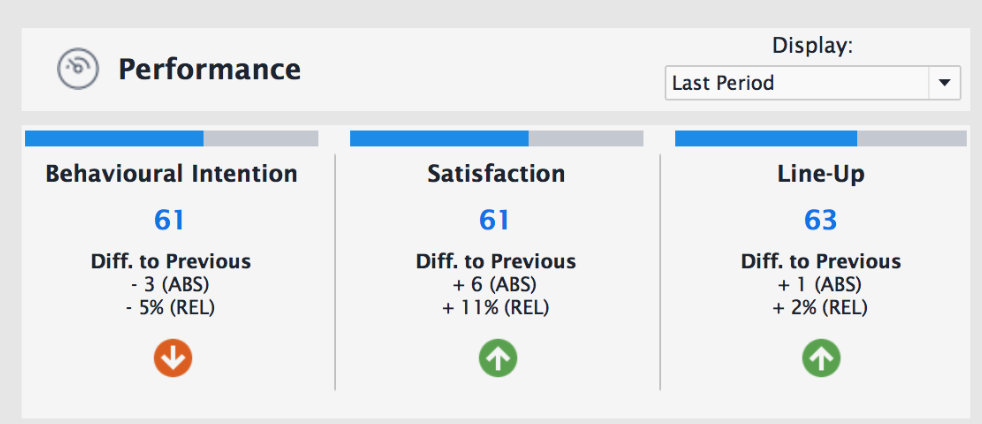 Performance
Display:
Last Period
Behavioural Intention
61
Diff. to Previous
- 3 (ABS)
- 5% (REL)
Satisfaction
61
Diff. to Previous
+ 6 (ABS)
+ 11% (REL)
Line-Up
63
Diff. to Previous
+ 1 (ABS)
+ 2% (REL)